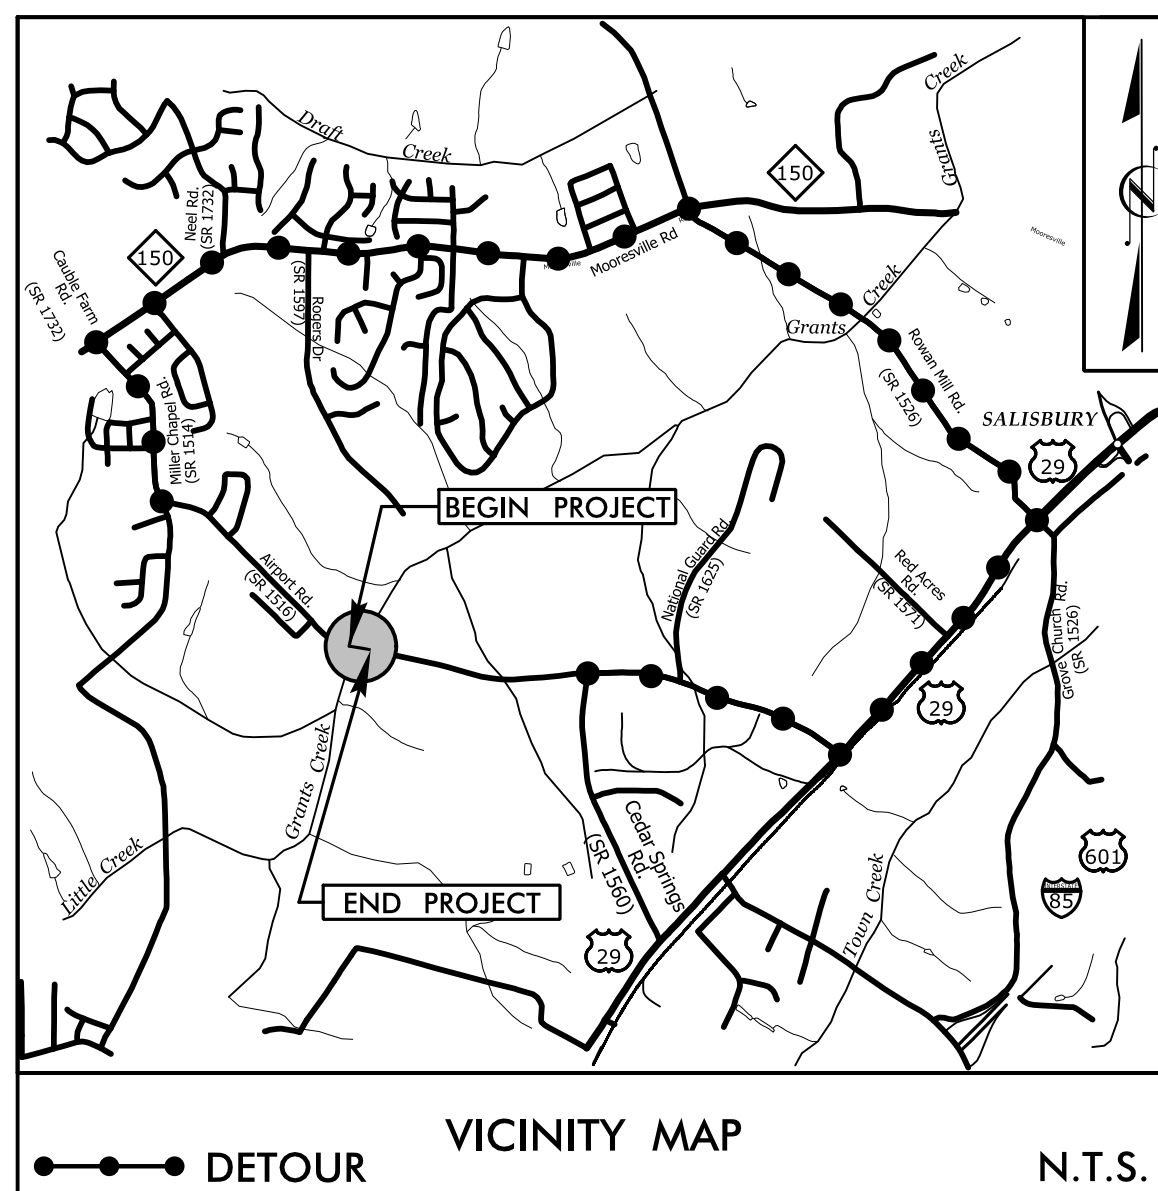 Draft
Creek
Creek
Grants
150
Neel Rd.
(SR 1732)
150
Cauble Farm
Rd.
(SR 1732)
Mooresville Rd
Mooresville
N
Rogers Dr
(SR 1597)
Creek
Grants
Rowan Mill Rd.
(SR 1526)
Miller Chapel Rd.
(SR 1514)
SALISBURY
29
BEGIN PROJECT
National Guard Rd.
(SR 1625)
Red Acres
Rd.
(SR 1571)
Airport Rd.
(SR 1516)
Grove Church Rd.
(SR 1526)
29
Grants Creek
Cedar Springs
Rd.
(SR 1560)
Little Creek
END PROJECT
Town Creek
601
INTERSTATE
85
29
VICINITY MAP
DETOUR
N.T.S.